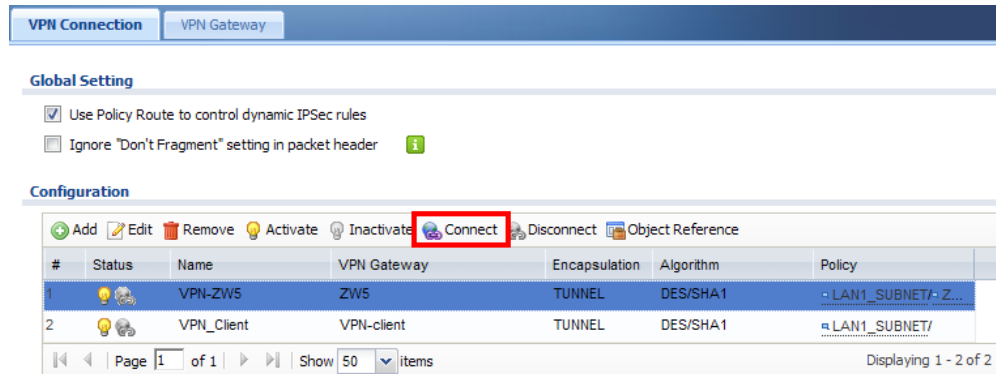 VPN Connection VPN Gateway
Global Setting
Use Policy Route to control dynamic IPSec rules
Ignore "Don't Fragment" setting in packet header
Configuration
Add Edit Remove Activate Inactivate Connect Disconnect Object Reference
# Status Name VPN Gateway Encapsulation Algorithm Policy
1 VPN-ZW5 ZW5 TUNNEL DES/SHA1 LAN1_SUBNET/ Z...
2 VPN_Client VPN-client TUNNEL DES/SHA1 LAN1_SUBNET/
Page 1 of 1 Show 50 items Displaying 1 - 2 of 2